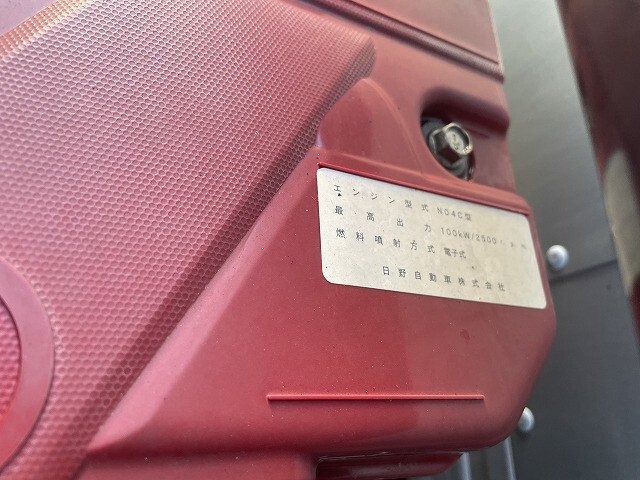 エンジン型式 N04C型
最高出力 100kW/2500r.p.m.
燃料噴射方式 電子式
日野自動車株式会社